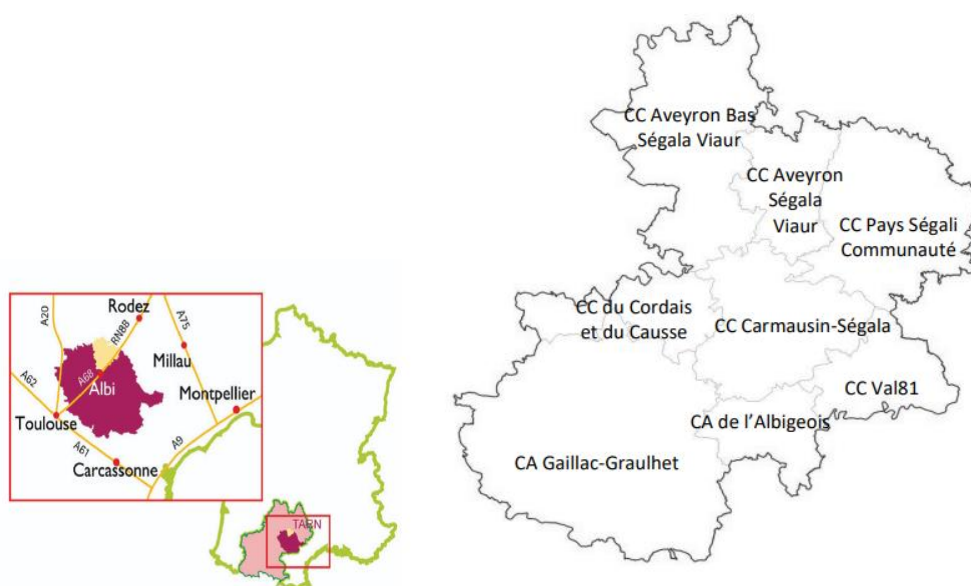 A20
Rodez
RN88
A75
A62
A68
Albi
Millau
Toulouse
Montpellier
A61
A9
Carcassonne
TARN
CC Aveyron Bas
Ségala Viaur
CC Aveyron
Ségala
Viaur
CC Pays Ségali
Communauté
CC du Cordais
et du Causse
CC Carmausin-Ségala
CC Val81
CA de l'Albigeois
CA Gaillac-Graulhet